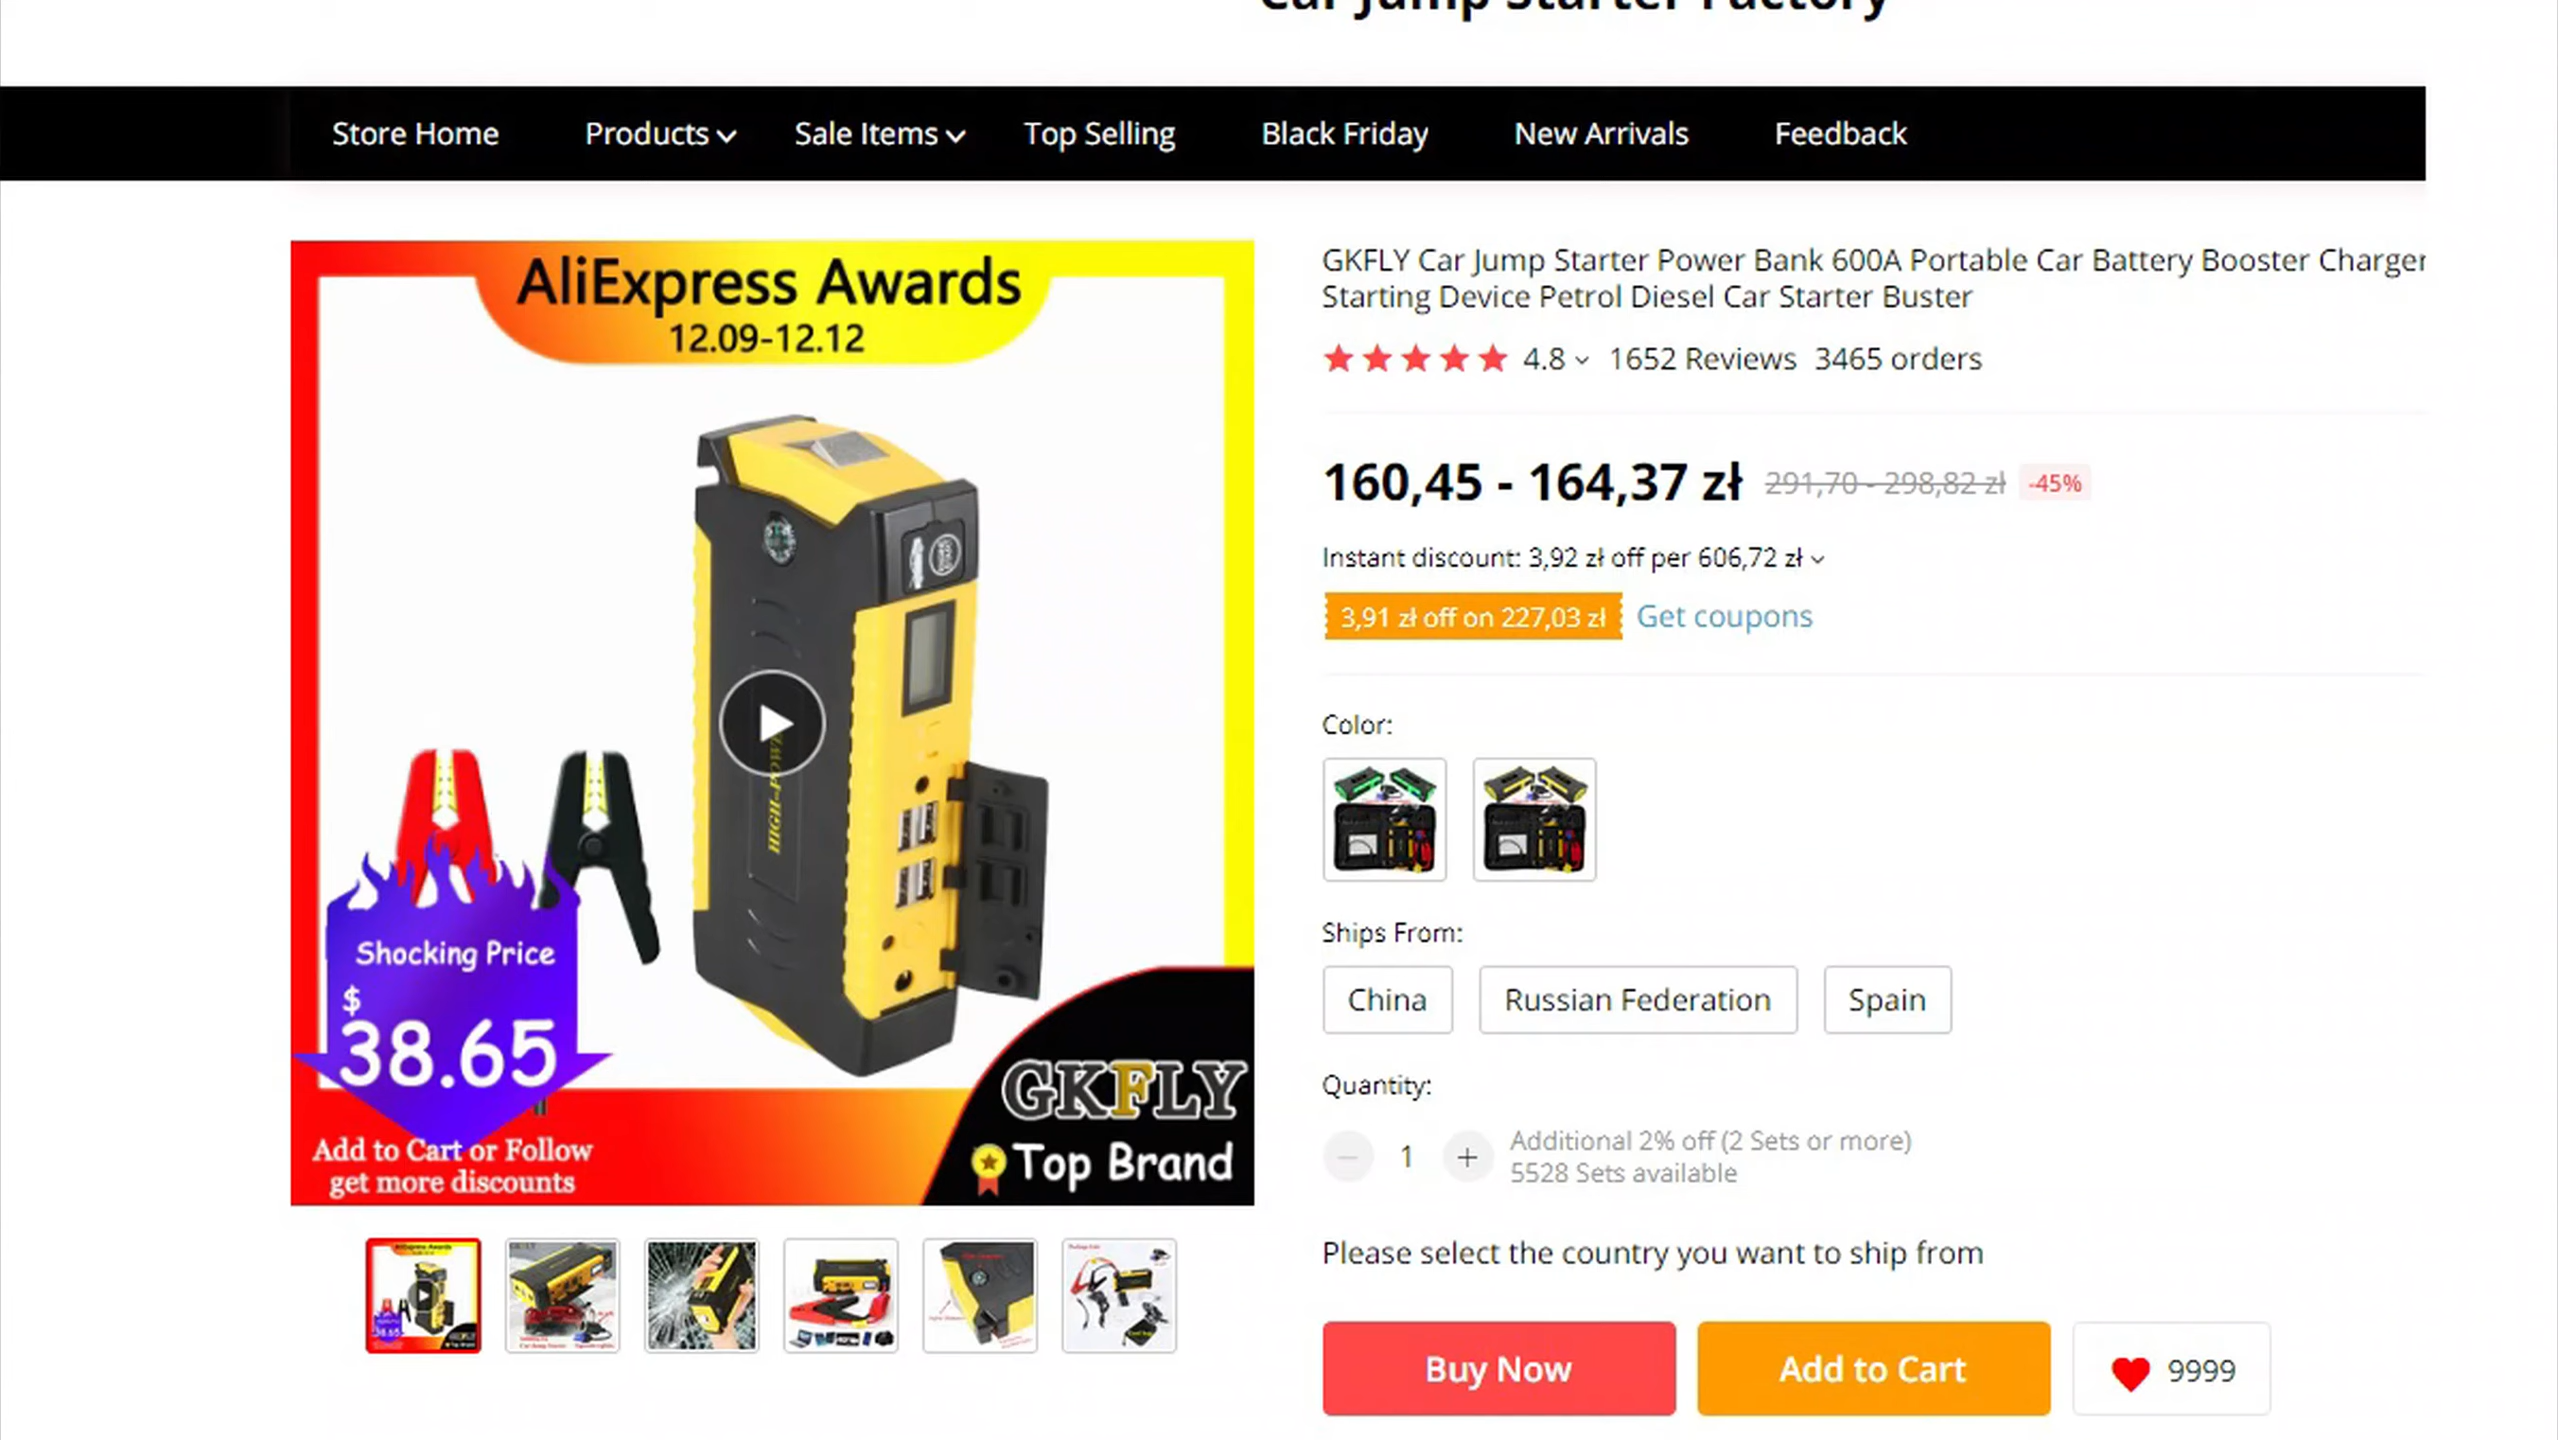 Car Jump Starter Factory
Store Home Products Sale Items Top Selling Black Friday New Arrivals Feedback
AliExpress Awards
12.09-12.12
HIGH-POWER
Shocking Price
$
38.65
Add to Cart or Follow
get more discounts
GKFLY
Top Brand
GKFLY Car Jump Starter Power Bank 600A Portable Car Battery Booster Charger
Starting Device Petrol Diesel Car Starter Buster
4.8 1652 Reviews 3465 orders
160,45 - 164,37 zł 291,70 - 298,82 zł -45%
Instant discount: 3,92 zł off per 606,72 zł
3,91 zł off on 227,03 zł Get coupons
Color:
Ships From:
China Russian Federation Spain
Quantity:
1
Additional 2% off (2 Sets or more)
5528 Sets available
Please select the country you want to ship from
Buy Now Add to Cart 9999